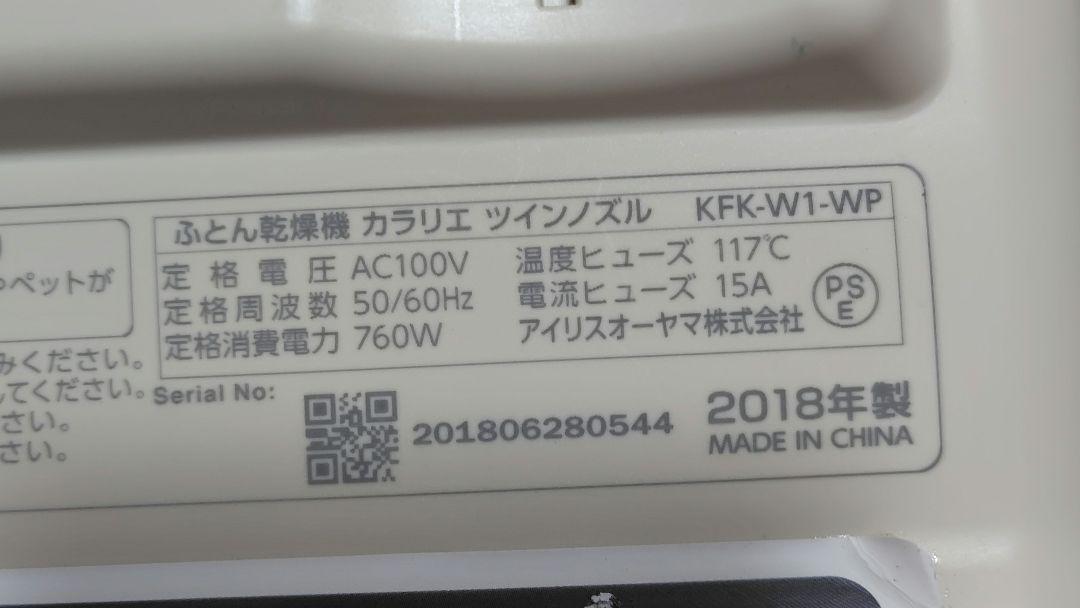 ふとん乾燥機 カラリエ ツインノズル KFK-W1-WP
定格電圧 AC100V 温度ヒューズ 117℃
定格周波数 50/60Hz 電流ヒューズ 15A
定格消費電力 760W アイリスオーヤマ株式会社
PS
E
ペットが
みください。
してください。
さい。
さい。
Serial No:
201806280544
2018年製
MADE IN CHINA